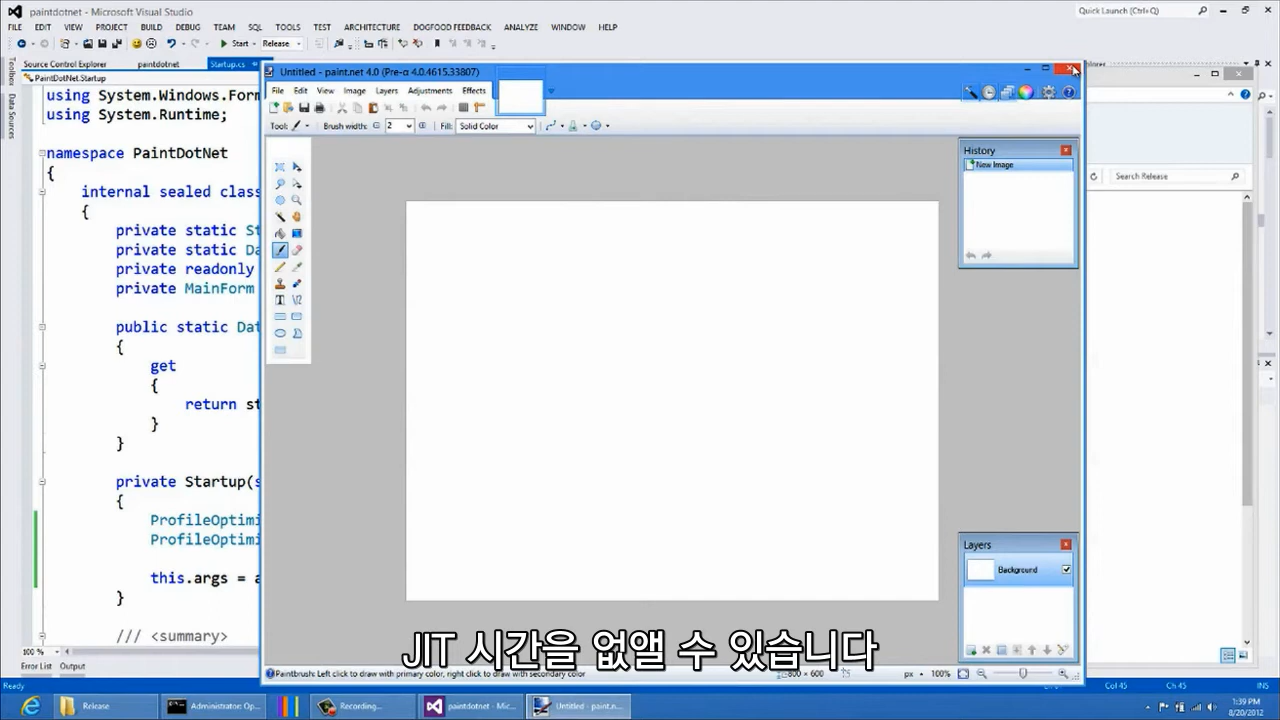 paintdotnet - Microsoft Visual Studio
Quick Launch (Ctrl+Q)
FILE EDIT VIEW PROJECT BUILD DEBUG TEAM SQL TOOLS TEST ARCHITECTURE DOGFOOD FEEDBACK ANALYZE WINDOW HELP
Start Release
Source Control Explorer paintdotnet Startup.cs
PaintDotNet.Startup
Data Sources
using System.Windows.Form
using System.Runtime;
namespace PaintDotNet
{
internal sealed class
{
private static St
private static Da
private readonly
private MainForm
public static Dat
{
get
{
return st
}
}
private Startup(s
{
ProfileOptimi
ProfileOptimi
this.args = a
}
/// <summary>
100 %
Error List Output
Ready
Untitled - paint.net 4.0 (Pre-α 4.0.4615.33807)
File Edit View Image Layers Adjustments Effects
Tool: Brush width: 2 Fill: Solid Color
History
New Image
Layers
Background
Search Release
JIT 시간을 없앨 수 있습니다
Paintbrush: Left click to draw with primary color, right click to draw with secondary color
800 × 600
px 100%
Col 45 Ch 45 INS
Release
Administrator: Op...
Recording...
paintdotnet - Micr...
Untitled - paint.n...
1:39 PM
8/20/2012